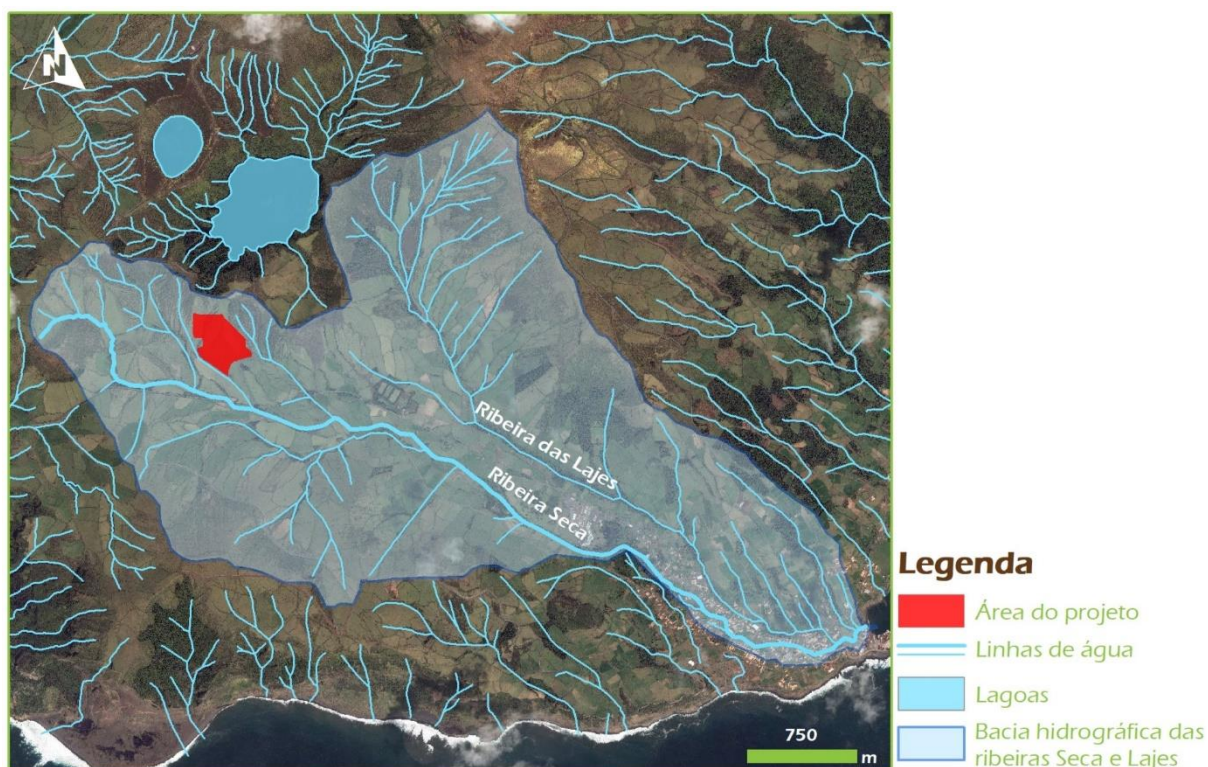 N
Ribeira das Lajes
Ribeira Seca
750
m
Legenda
Área do projeto
Linhas de água
Lagoas
Bacia hidrográfica das
ribeiras Seca e Lajes